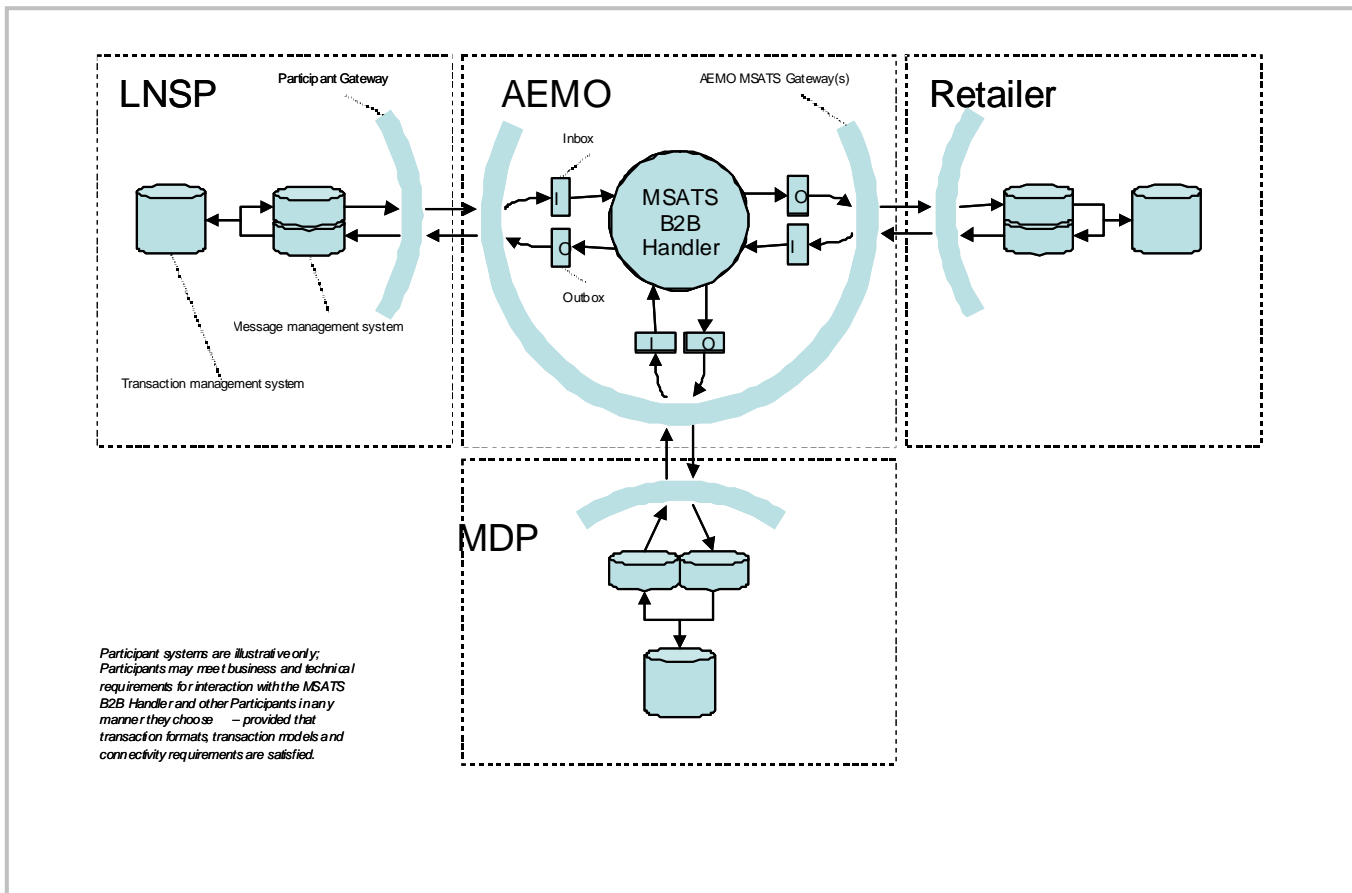 LNSP
Participant Gateway
AEMO
AEMO MSATS Gateway(s)
Retailer
Inbox
I
MSATS
B2B
Handler
O
O
I
Outbox
Message management system
I
O
Transaction management system
MDP
Participant systems are illustrative only;
Participants may meet business and technical
requirements for interaction with the MSATS
B2B Handler and other Participants in any
manner they choose – provided that
transaction formats, transaction models and
connectivity requirements are satisfied.